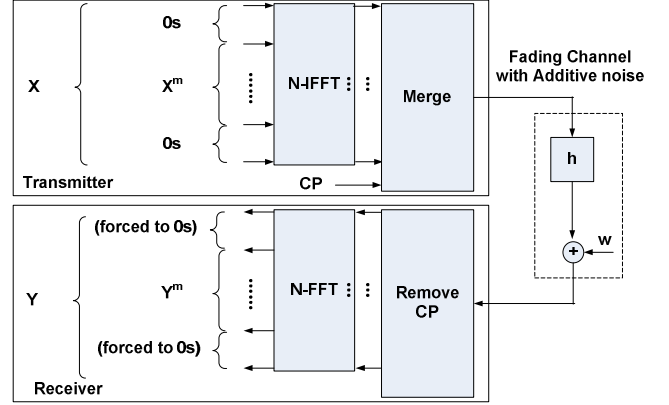 0s
X
X^m
0s
N-IFFT
Merge
Transmitter
CP
Fading Channel
with Additive noise
h
+
w
(forced to 0s)
Y
Y^m
(forced to 0s)
N-FFT
Remove
CP
Receiver